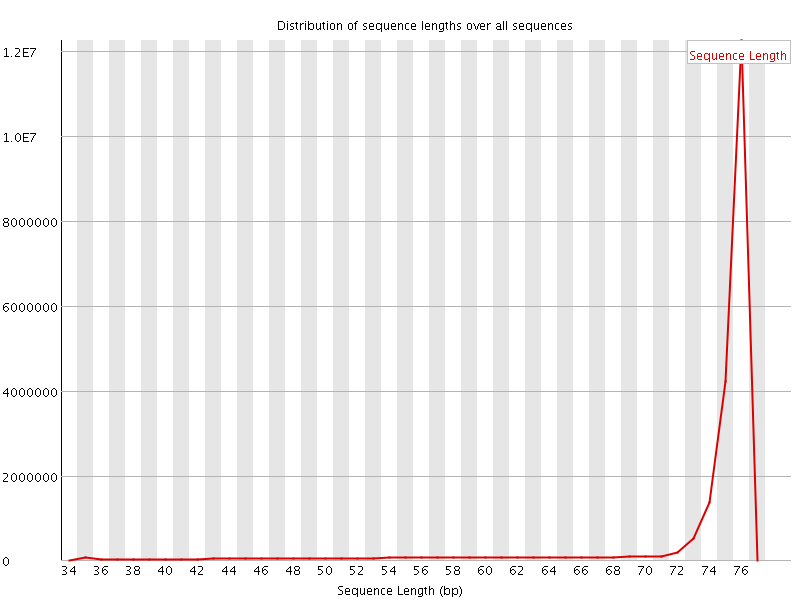 Distribution of sequence lengths over all sequences
1.2E7
Sequence Length
1.0E7
8000000
6000000
4000000
2000000
0
34 36 38 40 42 44 46 48 50 52 54 56 58 60 62 64 66 68 70 72 74 76
Sequence Length (bp)